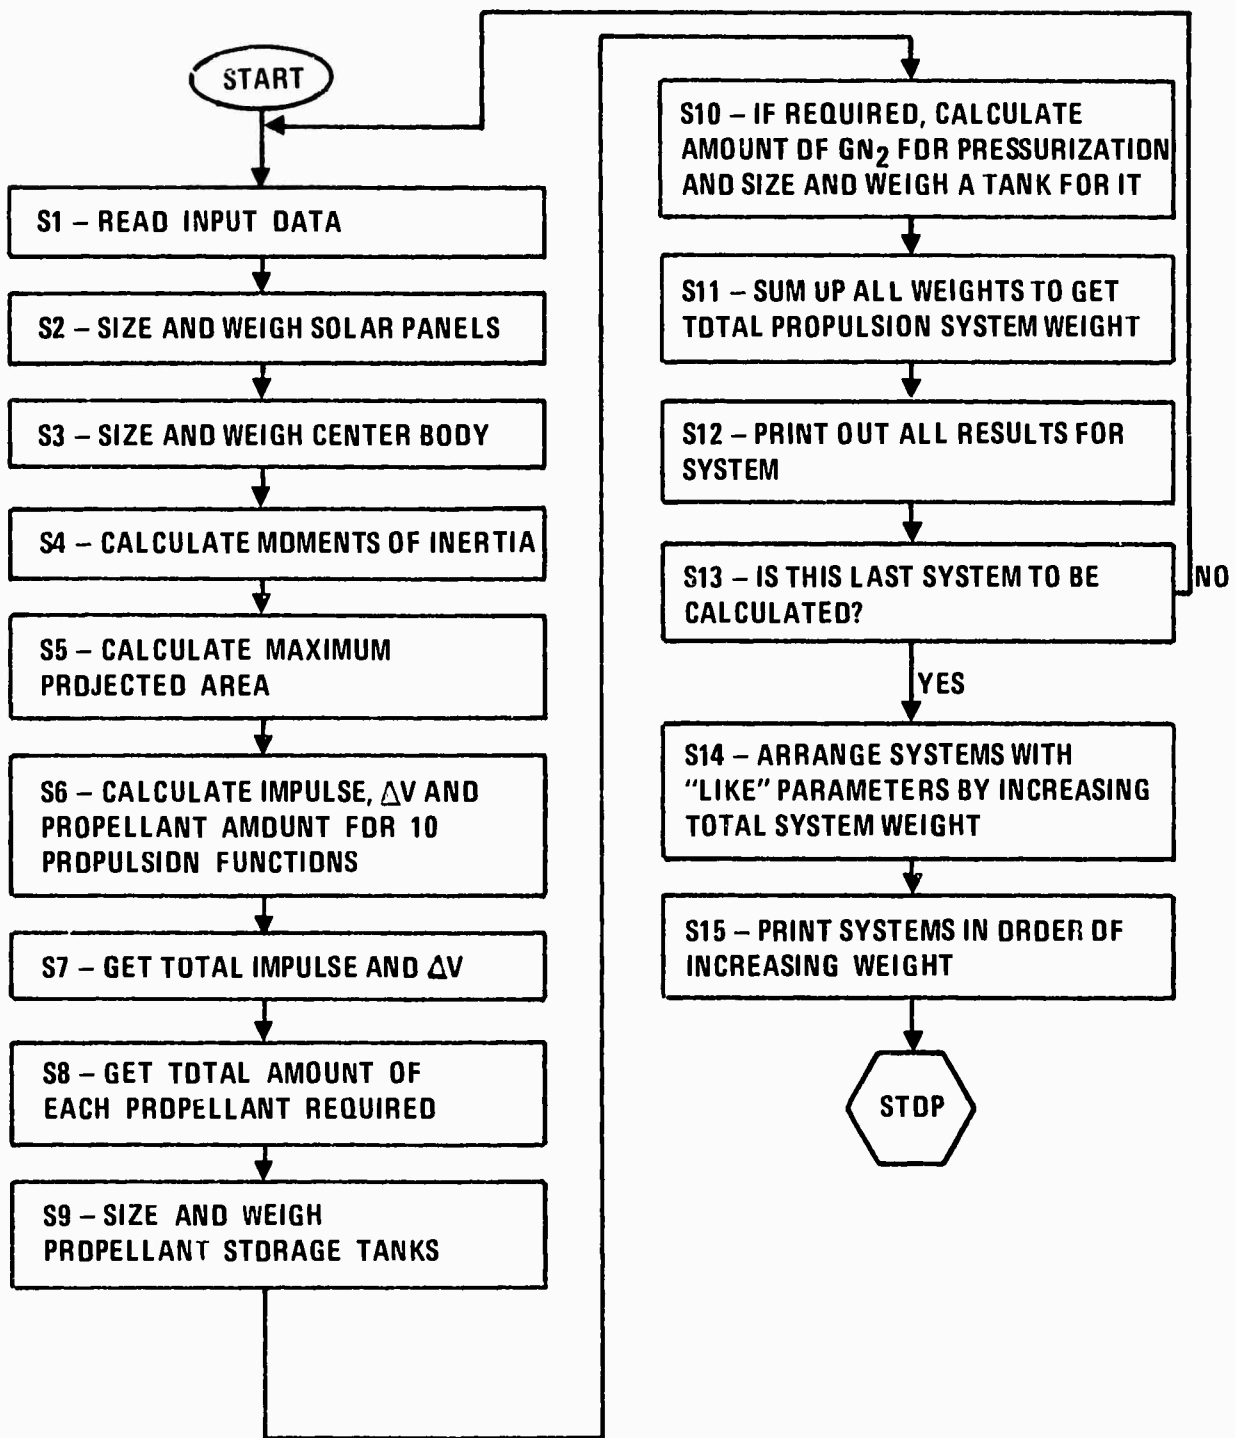 START
S1 – READ INPUT DATA
S2 – SIZE AND WEIGH SOLAR PANELS
S3 – SIZE AND WEIGH CENTER BODY
S4 – CALCULATE MOMENTS OF INERTIA
S5 – CALCULATE MAXIMUM
PROJECTED AREA
S6 – CALCULATE IMPULSE, ΔV AND
PROPELLANT AMOUNT FOR 10
PROPULSION FUNCTIONS
S7 – GET TOTAL IMPULSE AND ΔV
S8 – GET TOTAL AMOUNT OF
EACH PROPELLANT REQUIRED
S9 – SIZE AND WEIGH
PROPELLANT STORAGE TANKS
S10 – IF REQUIRED, CALCULATE
AMOUNT OF GN₂ FOR PRESSURIZATION
AND SIZE AND WEIGH A TANK FOR IT
S11 – SUM UP ALL WEIGHTS TO GET
TOTAL PROPULSION SYSTEM WEIGHT
S12 – PRINT OUT ALL RESULTS FOR
SYSTEM
S13 – IS THIS LAST SYSTEM TO BE
CALCULATED?
NO
YES
S14 – ARRANGE SYSTEMS WITH
"LIKE" PARAMETERS BY INCREASING
TOTAL SYSTEM WEIGHT
S15 – PRINT SYSTEMS IN ORDER OF
INCREASING WEIGHT
STOP